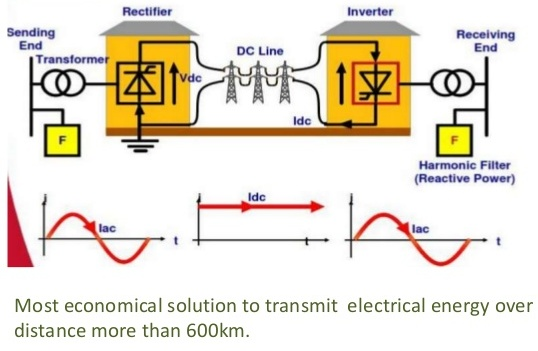 Rectifier
Inverter
Sending
End
Receiving
End
Transformer
DC Line
Vdc
Idc
F
F
Harmonic Filter
(Reactive Power)
i
Iac
t
Idc
t
Iac
t
Most economical solution to transmit electrical energy over
distance more than 600km.